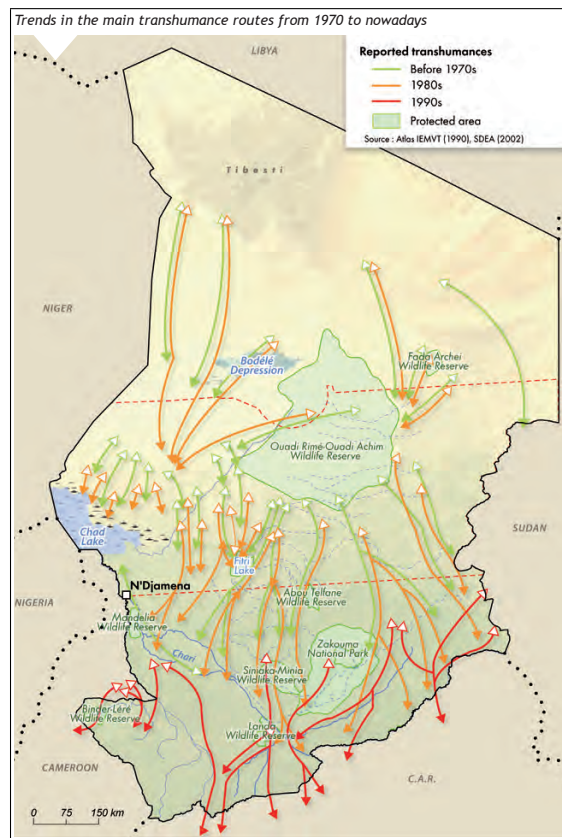 Trends in the main transhumance routes from 1970 to nowadays
LIBYA
Reported transhumances
Before 1970s
1980s
1990s
Protected area
Source : Atlas IEMVT (1990), SDEA (2002)
Tibesti
NIGER
Bodélé
Depression
Fada Archei
Wildlife Reserve
Ouadi Rimé-Ouadi Achim
Wildlife Reserve
Chad
Lake
SUDAN
Fitri
Lake
N'Djamena
NIGERIA
Abou Telfane
Wildlife Reserve
Mandelia
Wildlife Reserve
Zakouma
National Park
Chari
Siniaka-Minia
Wildlife Reserve
Binder-Léré
Wildlife Reserve
Landa
Wildlife Reserve
CAMEROON
C.A.R.
0 75 150 km